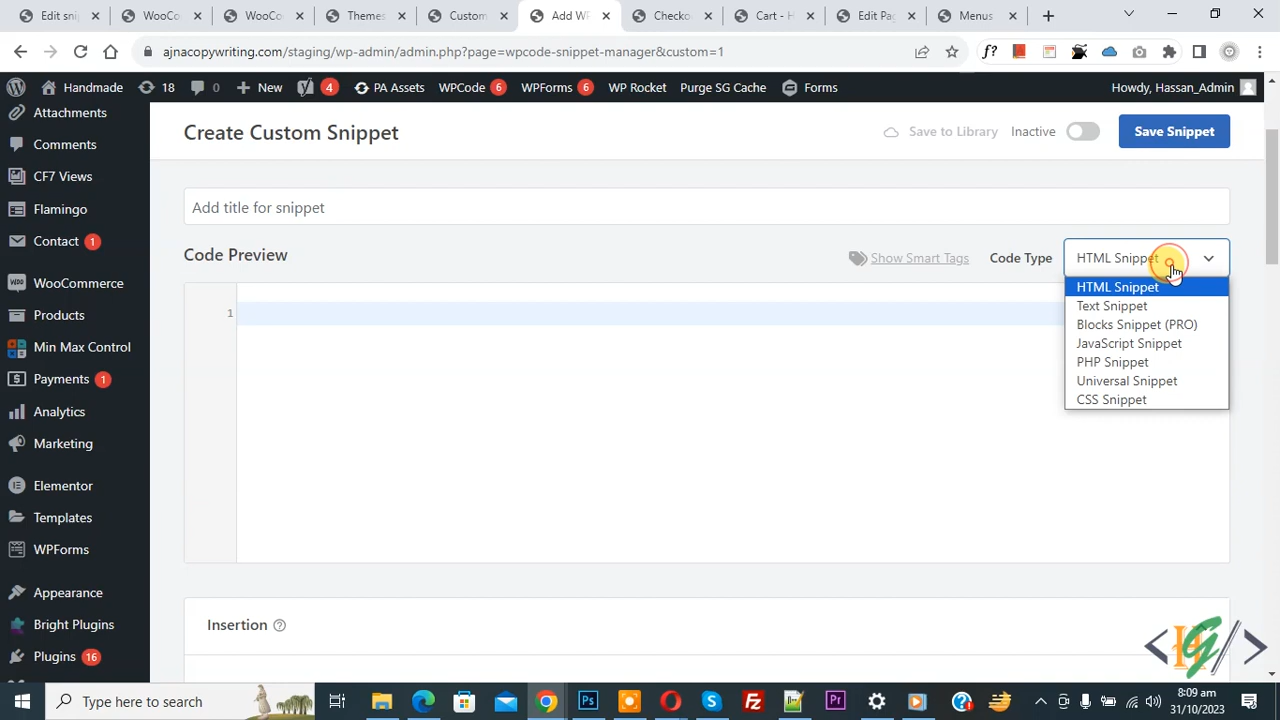 Edit snip
WooCo
WooCo
Themes
Custom
Add WP
Checko
Cart - H
Edit Pa
Menus
ajnacopywriting.com/staging/wp-admin/admin.php?page=wpcode-snippet-manager&custom=1
f?
Handmade
18
0
New
4
PA Assets
WPCode 6
WPForms 6
WP Rocket
Purge SG Cache
Forms
Howdy, Hassan_Admin
Attachments
Comments
CF7 Views
Flamingo
Contact 1
WooCommerce
Products
Min Max Control
Payments 1
Analytics
Marketing
Elementor
Templates
WPForms
Appearance
Bright Plugins
Plugins 16
Create Custom Snippet
Save to Library
Inactive
Save Snippet
Add title for snippet
Code Preview
Show Smart Tags
Code Type
HTML Snippet
HTML Snippet
Text Snippet
Blocks Snippet (PRO)
JavaScript Snippet
PHP Snippet
Universal Snippet
CSS Snippet
1
Insertion
Type here to search
8:09 am
31/10/2023